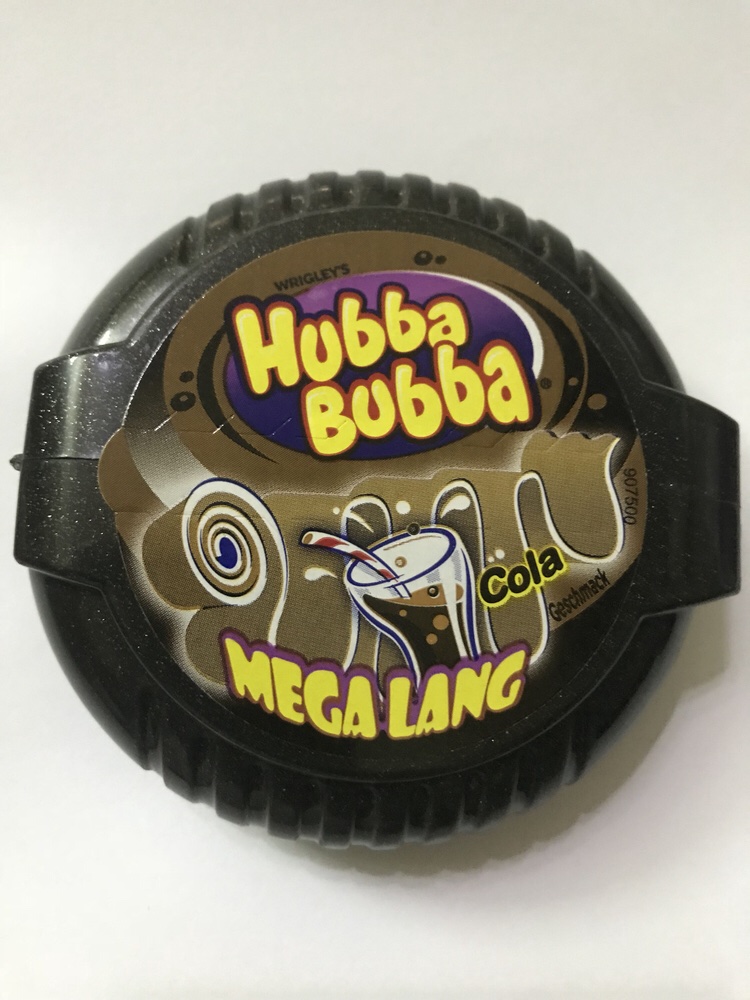 WRIGLEY'S
Hubba
Bubba
907500
Cola
Geschmack
MEGA LANG